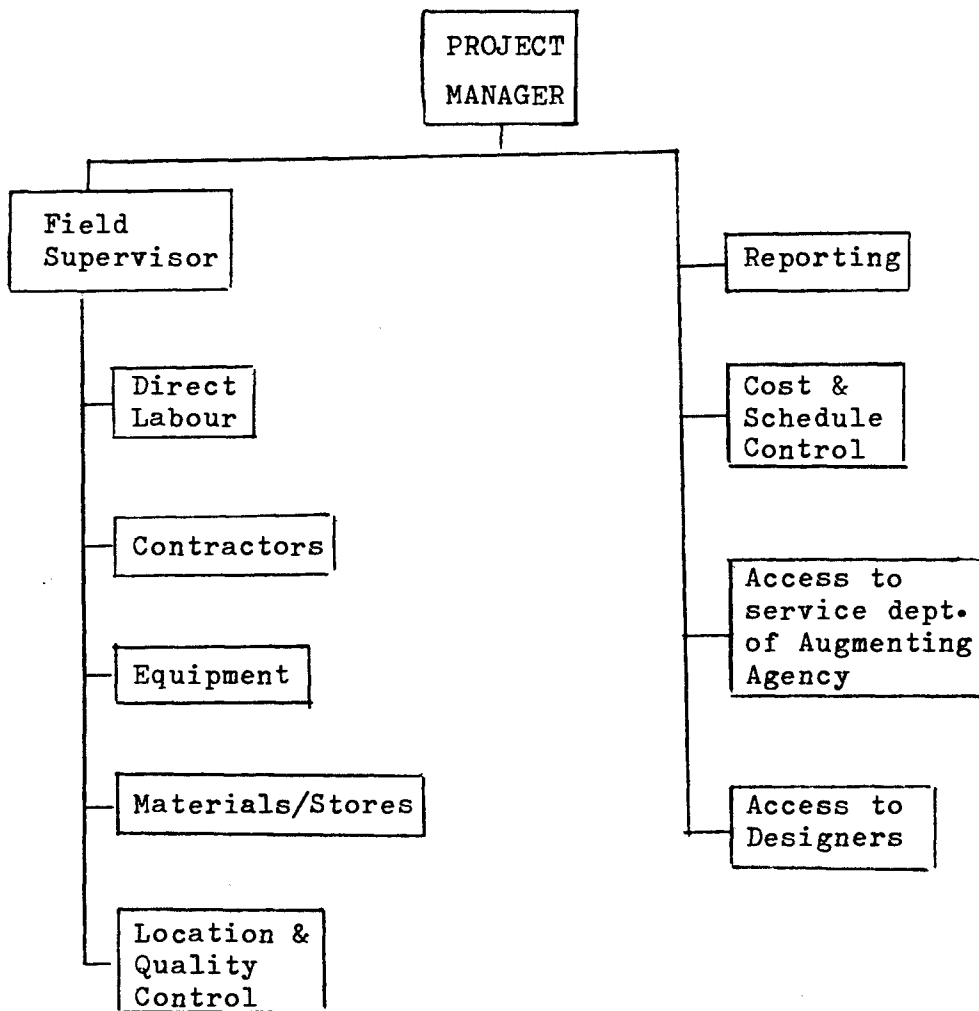 PROJECT
MANAGER
Field
Supervisor
Direct
Labour
Contractors
Equipment
Materials/Stores
Location &
Quality
Control
Reporting
Cost &
Schedule
Control
Access to
service dept.
of Augmenting
Agency
Access to
Designers